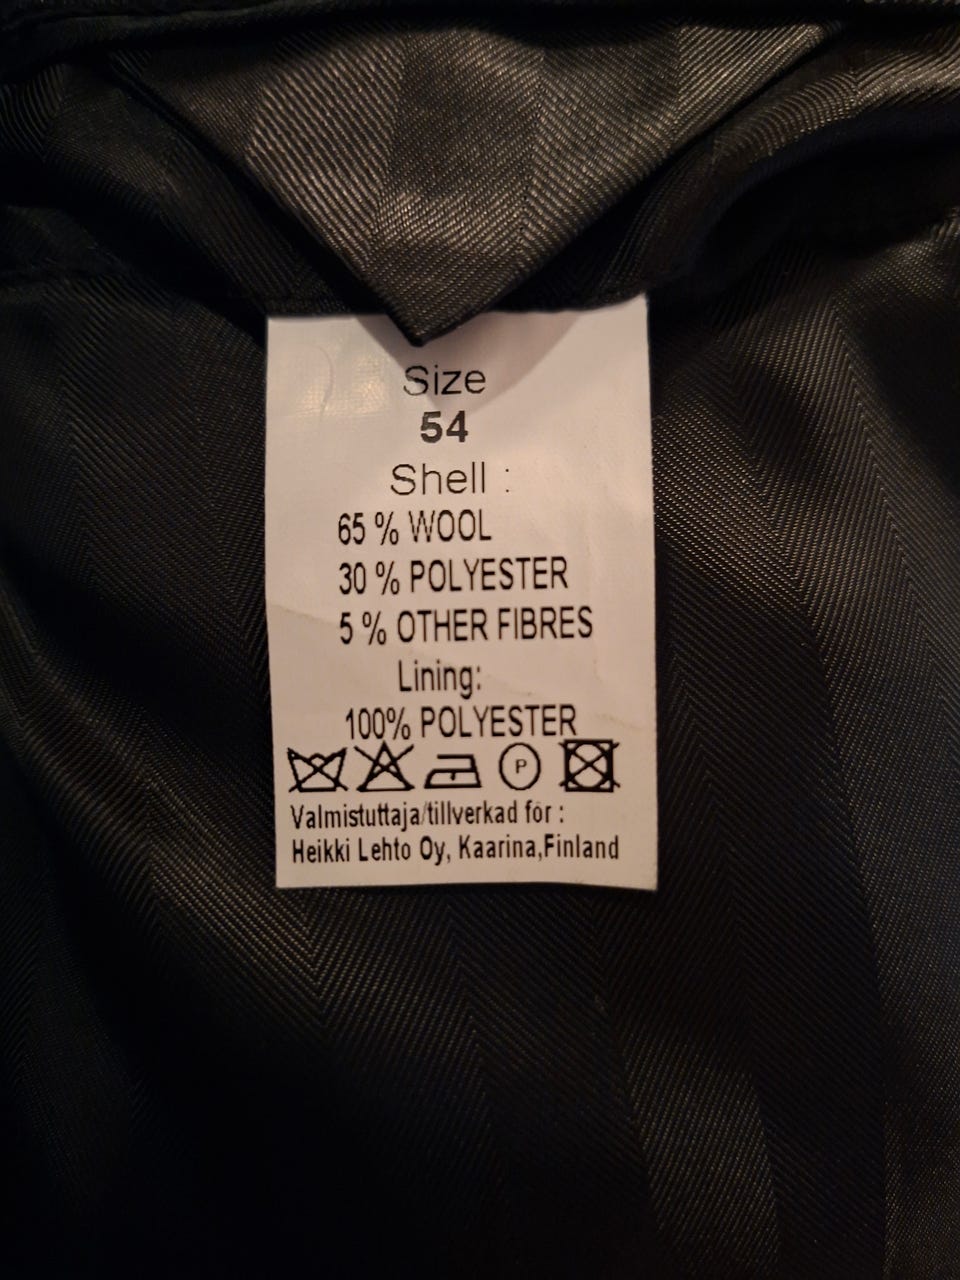 Size
54
Shell :
65 % WOOL
30 % POLYESTER
5 % OTHER FIBRES
Lining:
100% POLYESTER
P
Valmistuttaja/tillverkad för :
Heikki Lehto Oy, Kaarina,Finland